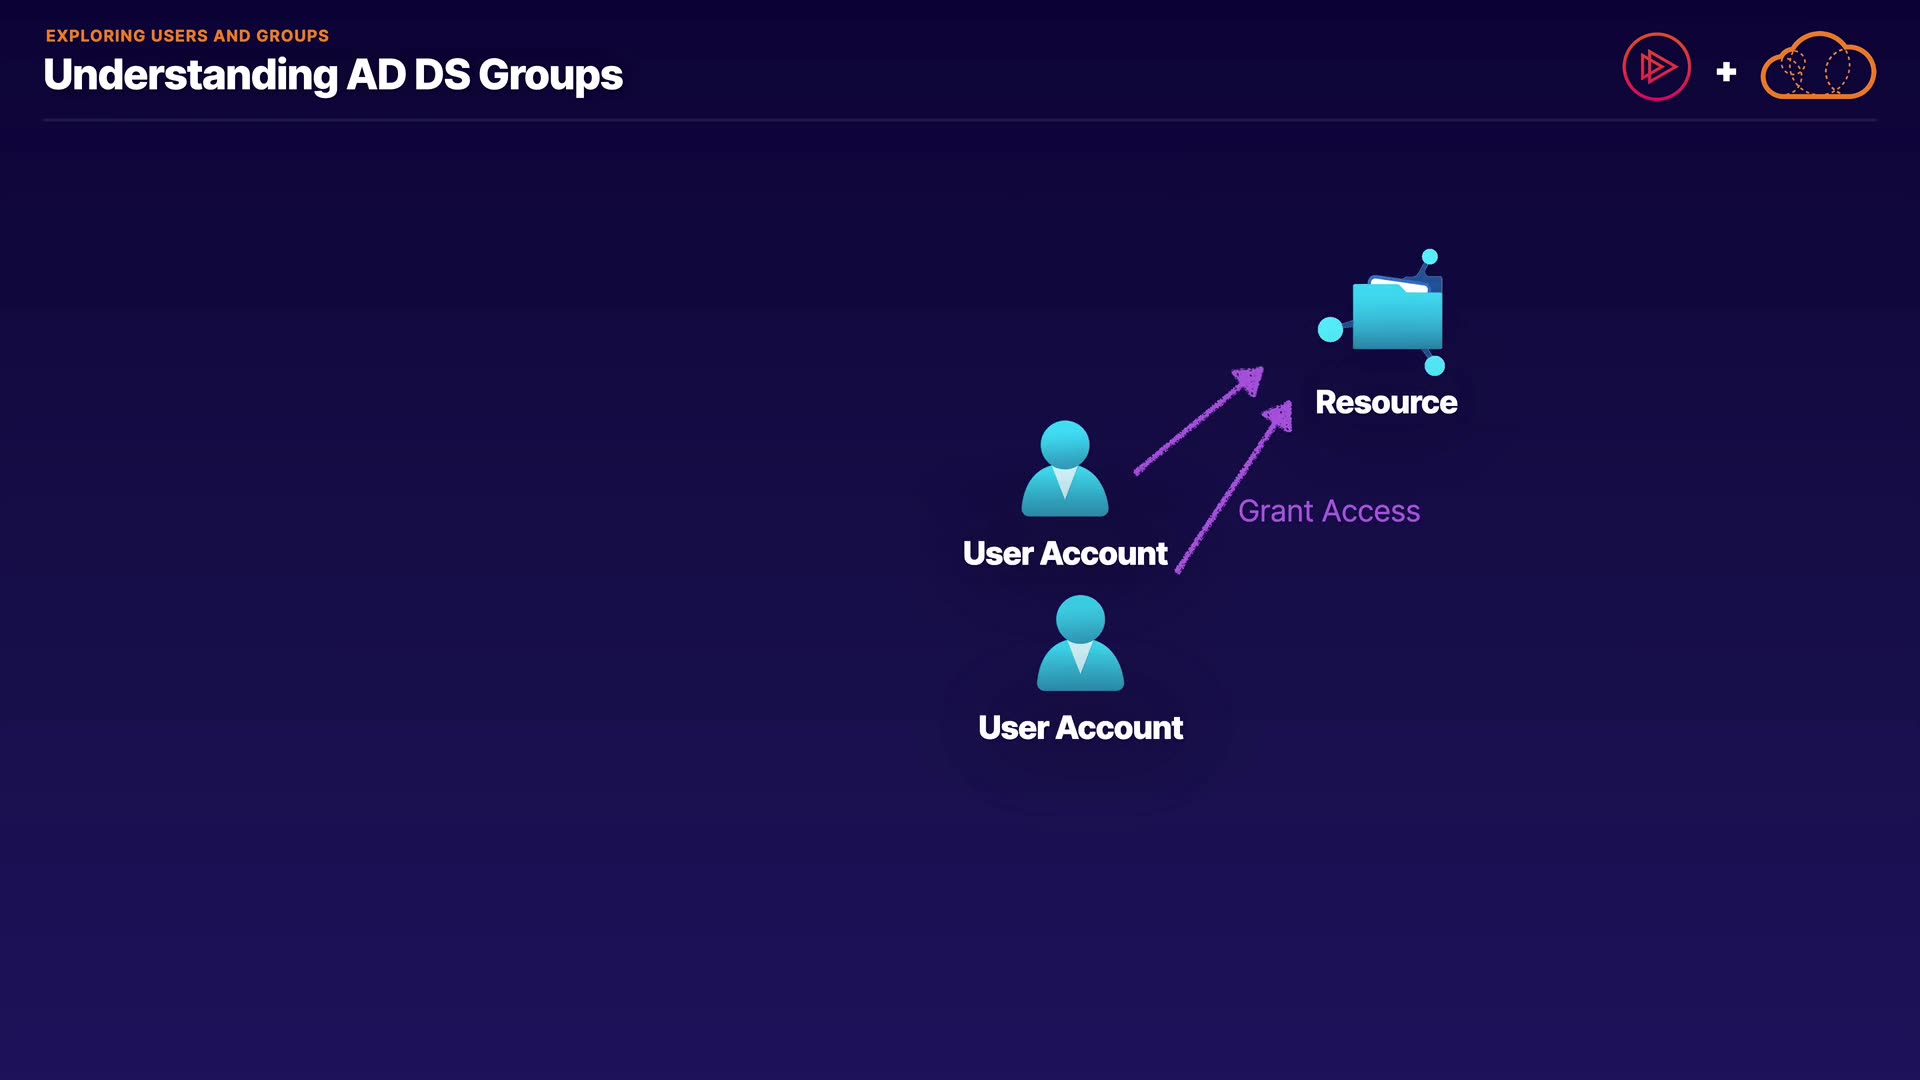 EXPLORING USERS AND GROUPS
Understanding AD DS Groups
Resource
User Account
Grant Access
User Account